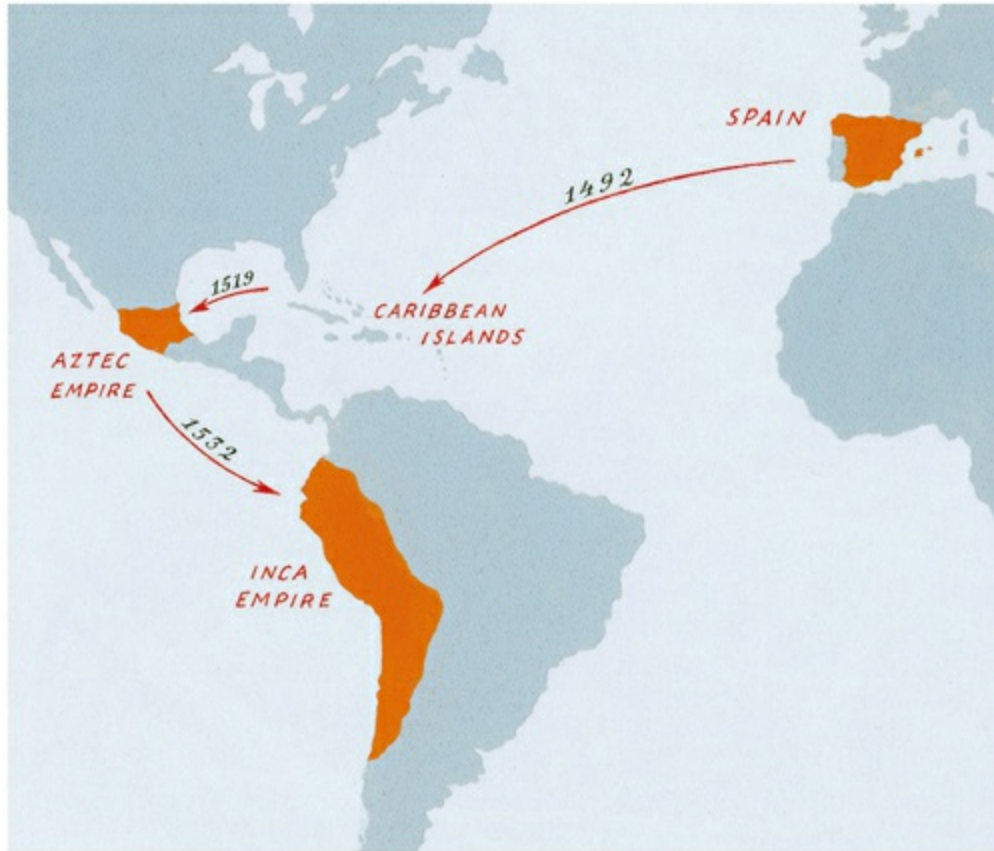 SPAIN
1492
1519
CARIBBEAN
ISLANDS
AZTEC
EMPIRE
1532
INCA
EMPIRE